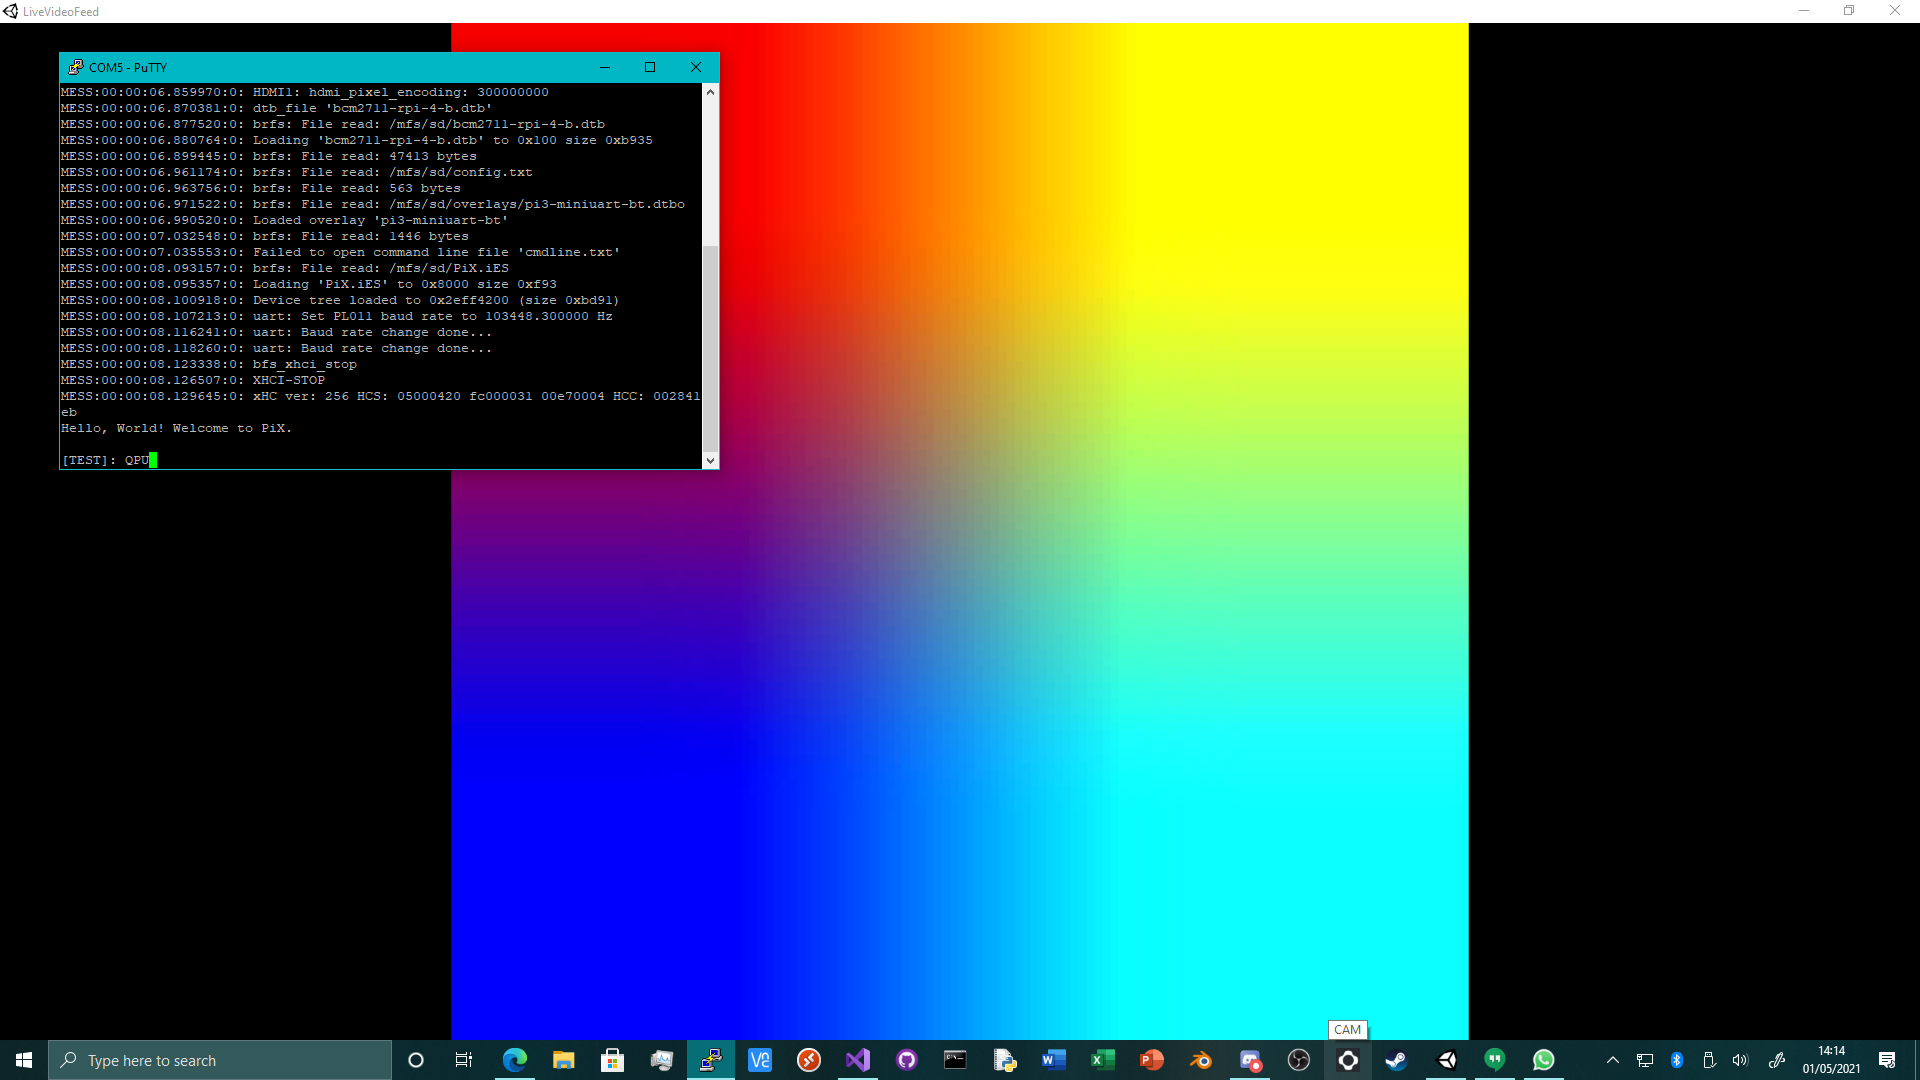 LiveVideoFeed
COM5 - PuTTY
MESS:00:00:06.859970:0: HDMI1: hdmi_pixel_encoding: 300000000
MESS:00:00:06.870381:0: dtb_file 'bcm2711-rpi-4-b.dtb'
MESS:00:00:06.877520:0: brfs: File read: /mfs/sd/bcm2711-rpi-4-b.dtb
MESS:00:00:06.880764:0: Loading 'bcm2711-rpi-4-b.dtb' to 0x100 size 0xb935
MESS:00:00:06.899445:0: brfs: File read: 47413 bytes
MESS:00:00:06.961174:0: brfs: File read: /mfs/sd/config.txt
MESS:00:00:06.963756:0: brfs: File read: 563 bytes
MESS:00:00:06.971522:0: brfs: File read: /mfs/sd/overlays/pi3-miniuart-bt.dtbo
MESS:00:00:06.990520:0: Loaded overlay 'pi3-miniuart-bt'
MESS:00:00:07.032548:0: brfs: File read: 1446 bytes
MESS:00:00:07.035553:0: Failed to open command line file 'cmdline.txt'
MESS:00:00:08.093157:0: brfs: File read: /mfs/sd/PiX.iES
MESS:00:00:08.095357:0: Loading 'PiX.iES' to 0x8000 size 0xf93
MESS:00:00:08.100918:0: Device tree loaded to 0x2eff4200 (size 0xbd91)
MESS:00:00:08.107213:0: uart: Set PL011 baud rate to 103448.300000 Hz
MESS:00:00:08.116241:0: uart: Baud rate change done...
MESS:00:00:08.118260:0: uart: Baud rate change done...
MESS:00:00:08.123338:0: bfs_xhci_stop
MESS:00:00:08.126507:0: XHCI-STOP
MESS:00:00:08.129645:0: xHC ver: 256 HCS: 05000420 fc000031 00e70004 HCC: 002841
eb
Hello, World! Welcome to PiX.
[TEST]: QPU
CAM
Type here to search
14:14
01/05/2021